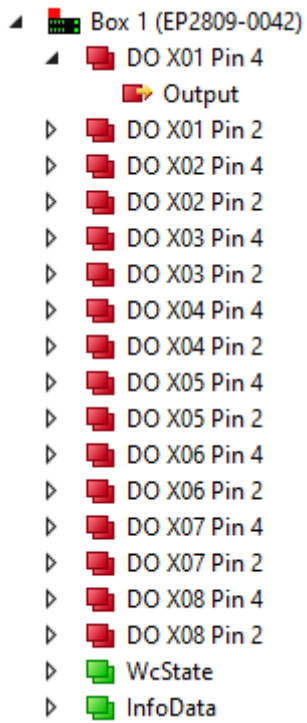 Box 1 (EP2809-0042)
DO X01 Pin 4
Output
DO X01 Pin 2
DO X02 Pin 4
DO X02 Pin 2
DO X03 Pin 4
DO X03 Pin 2
DO X04 Pin 4
DO X04 Pin 2
DO X05 Pin 4
DO X05 Pin 2
DO X06 Pin 4
DO X06 Pin 2
DO X07 Pin 4
DO X07 Pin 2
DO X08 Pin 4
DO X08 Pin 2
WcState
InfoData